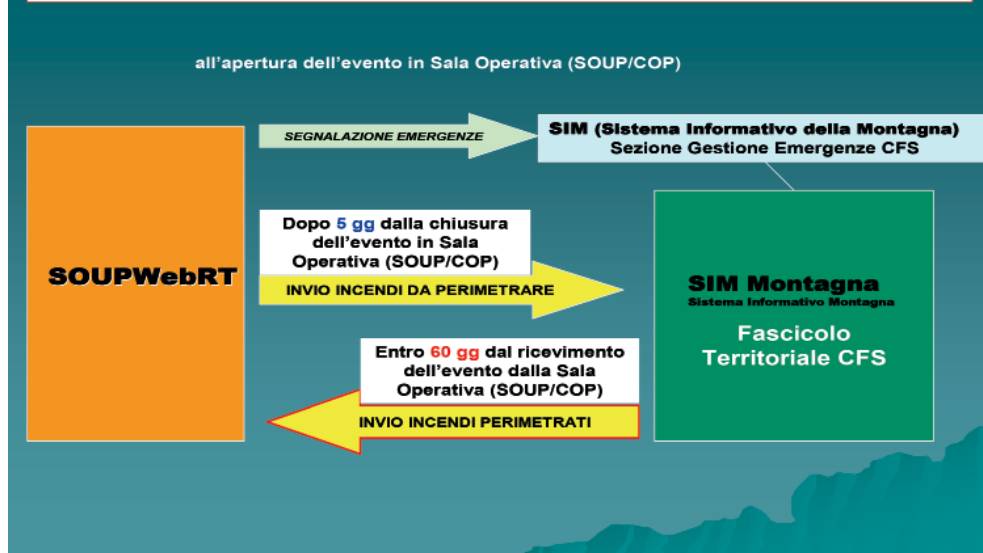 all'apertura dell'evento in Sala Operativa (SOUP/COP)
SEGNALAZIONE EMERGENZE
SIM (Sistema Informativo della Montagna)
Sezione Gestione Emergenze CFS
Dopo 5 gg dalla chiusura
dell'evento in Sala
Operativa (SOUP/COP)
SOUPWebRT
INVIO INCENDI DA PERIMETRARE
SIM Montagna
Sistema Informativo Montagna
Fascicolo
Territoriale CFS
Entro 60 gg dal ricevimento
dell'evento dalla Sala
Operativa (SOUP/COP)
INVIO INCENDI PERIMETRATI